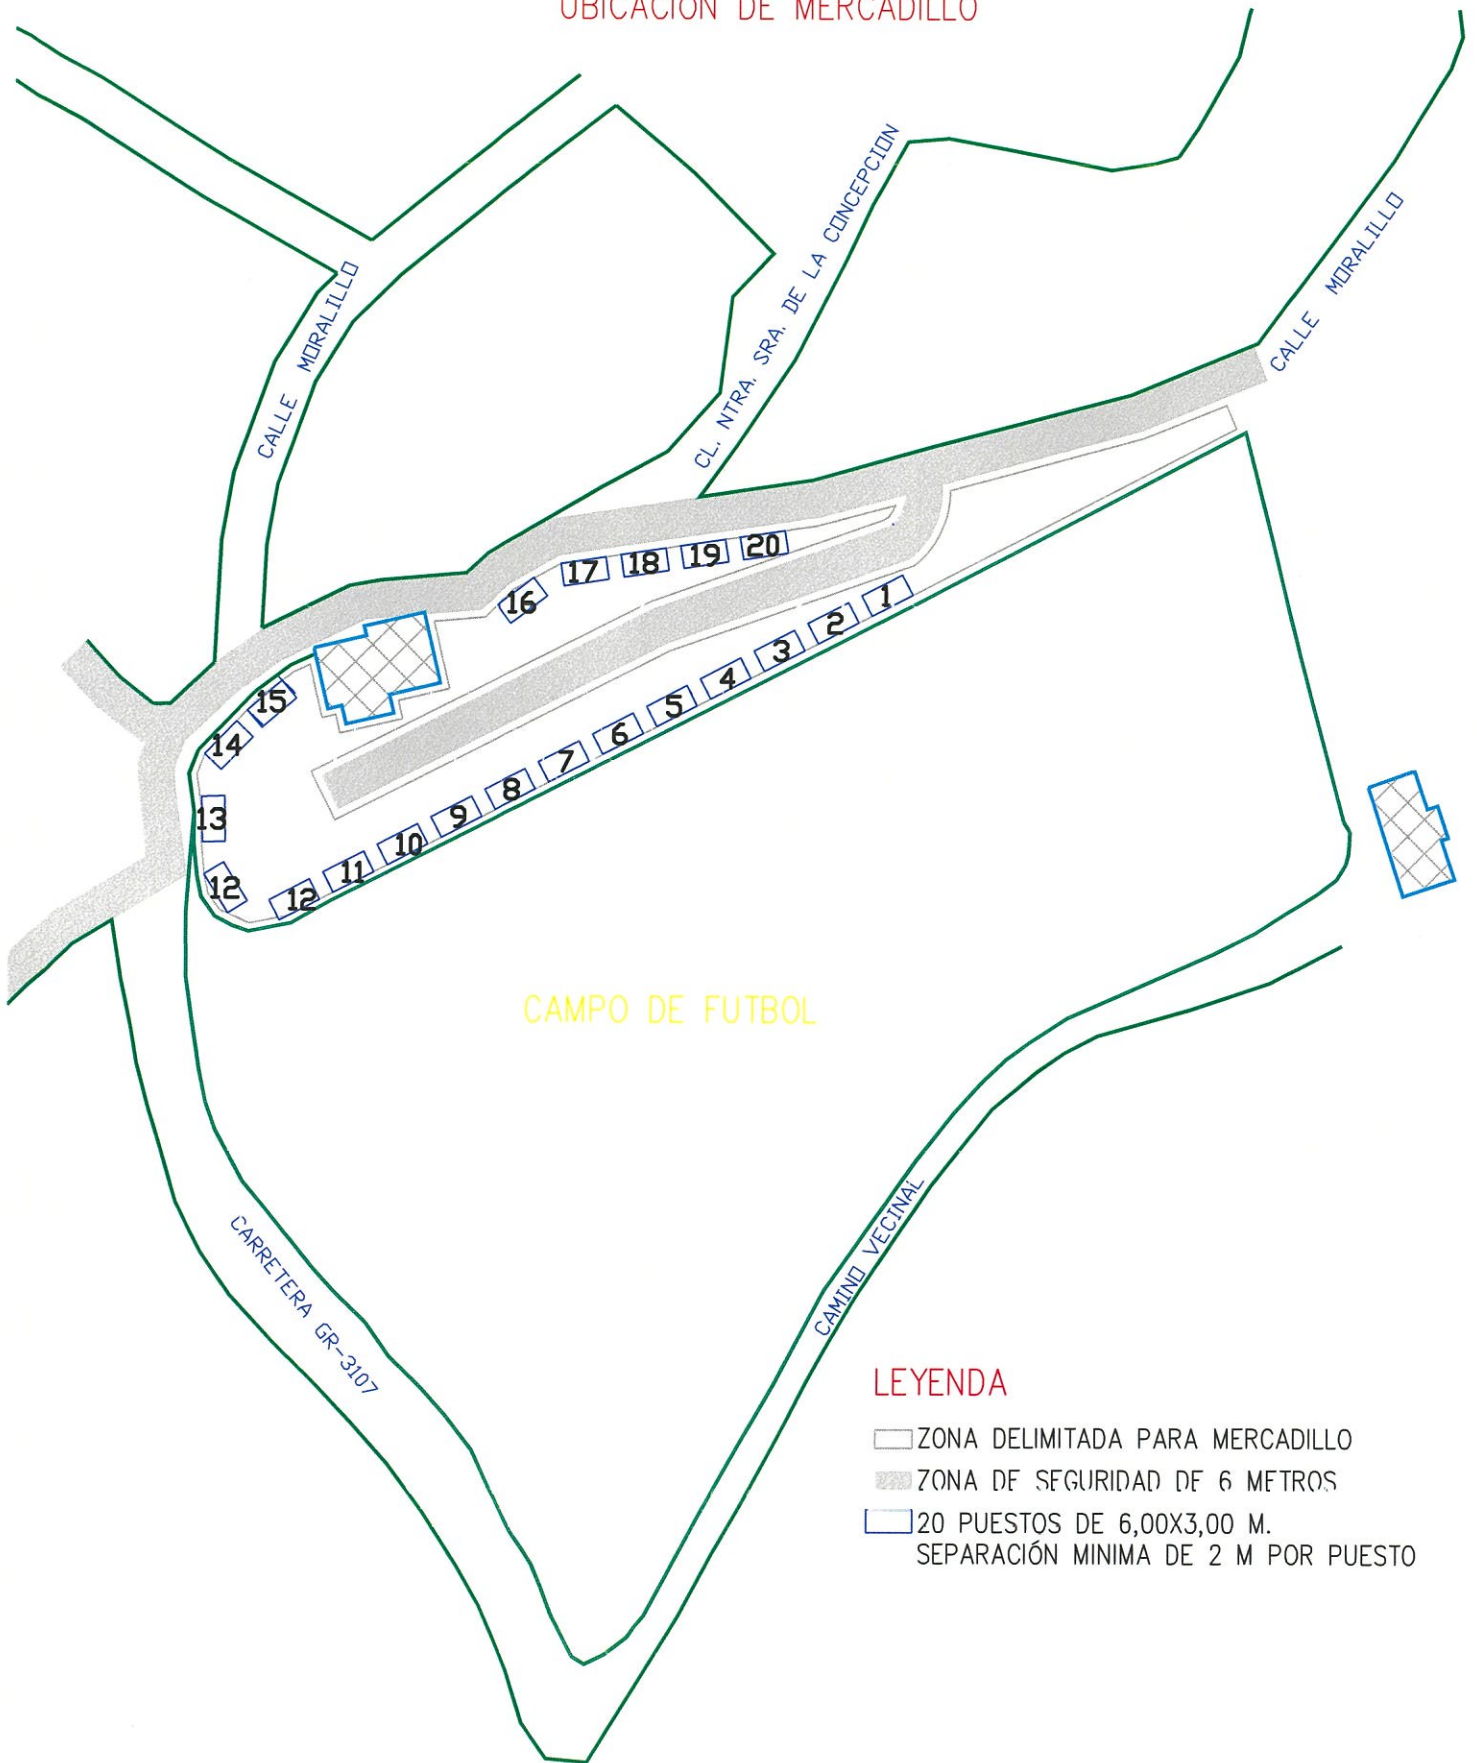 UBICACION DE MERCADILLO
CALLE MORALILLO
CL. NTRA. SRA. DE LA CONCEPCION
CALLE MORALILLO
20
19
18
17
16
1
2
3
4
5
6
7
8
9
10
11
12
12
13
14
15
CAMPO DE FUTBOL
CARRETERA GR-3107
CAMINO VECINAL
LEYENDA
ZONA DELIMITADA PARA MERCADILLO
ZONA DE SEGURIDAD DE 6 METROS
20 PUESTOS DE 6,00X3,00 M.
SEPARACIÓN MINIMA DE 2 M POR PUESTO